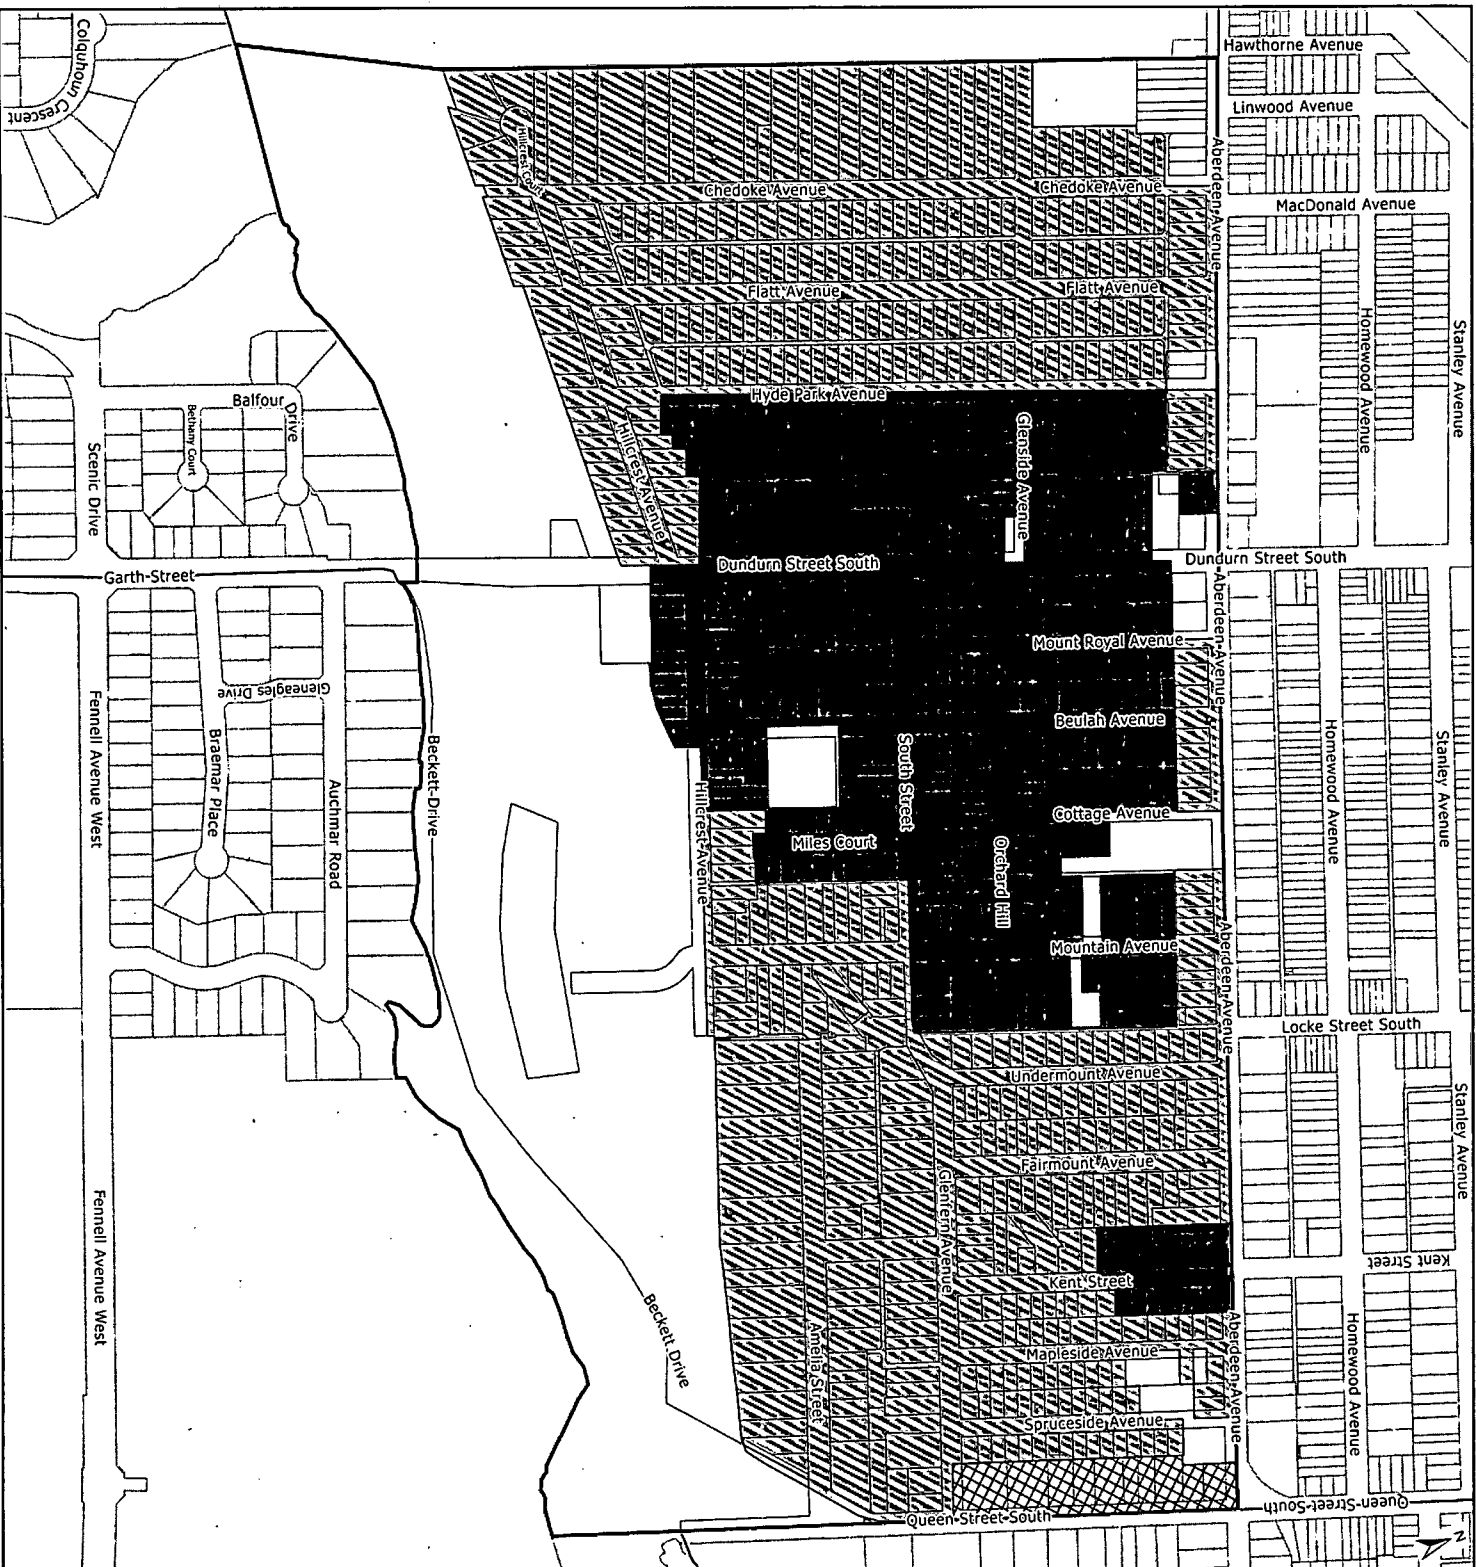 Hawthorne Avenue
Colquhoun Crescent
Linwood Avenue
Aberdeen Avenue
Hillcrest Court
Chedoke Avenue
Chedoke Avenue
MacDonald Avenue
Flatt Avenue
Flatt Avenue
Homewood Avenue
Stanley Avenue
Hyde Park Avenue
Balfour Drive
Bethany Court
Glenside Avenue
Hillcrest Avenue
Scenic Drive
Dundurn Street South
Dundurn Street South
Garth Street
Aberdeen Avenue
Mount Royal Avenue
Gleneagles Drive
Fennell Avenue West
Beulah Avenue
Braemar Place
Beckett Drive
South Street
Homewood Avenue
Stanley Avenue
Auchmar Road
Hillcrest Avenue
Cottage Avenue
Miles Court
Orchard Hill
Mountain Avenue
Aberdeen Avenue
Locke Street South
Undermount Avenue
Stanley Avenue
Fairmount Avenue
Glenfern Avenue
Fennell Avenue West
Kent Street
Kent Street
Beckett Drive
Amelia Street
Mapleside Avenue
Aberdeen Avenue
Homewood Avenue
Spruceside Avenue
Queen Street South
Queen Street South
N